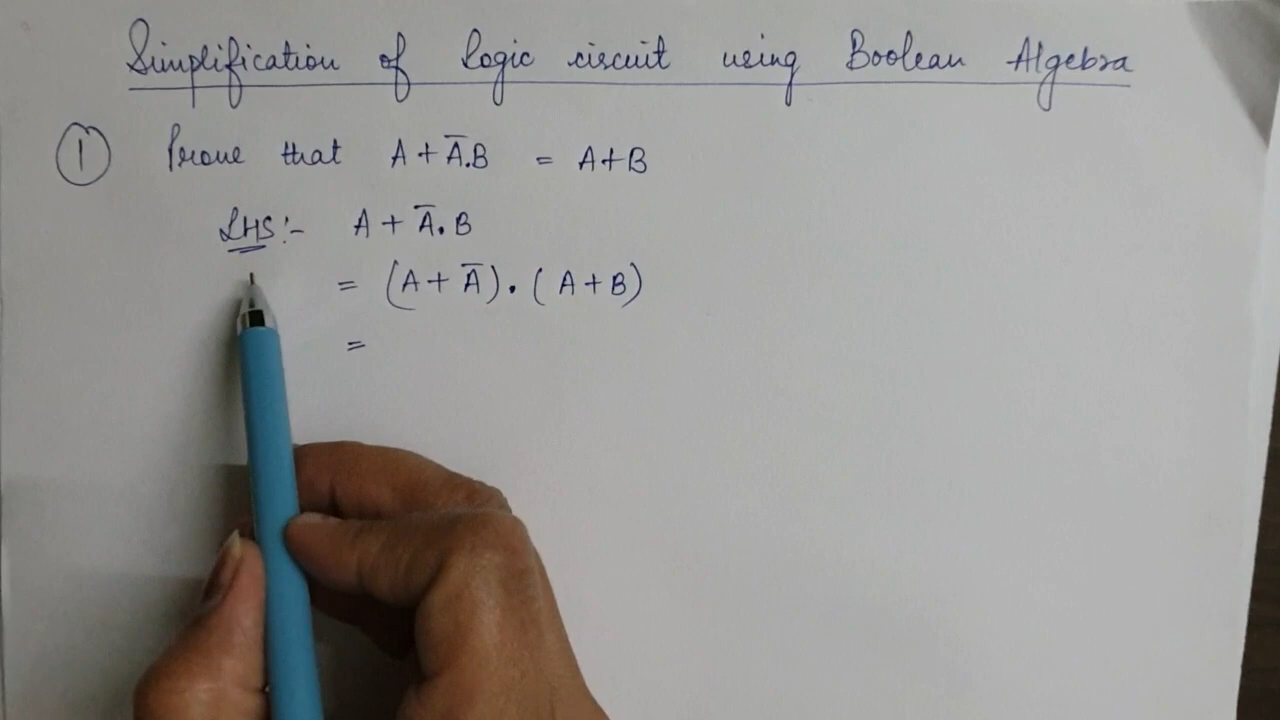 Simplification of logic circuit using Boolean Algebra
① Prove that A + A̅.B = A+B
LHS:- A + A̅.B
= (A + A̅).(A+B)
=